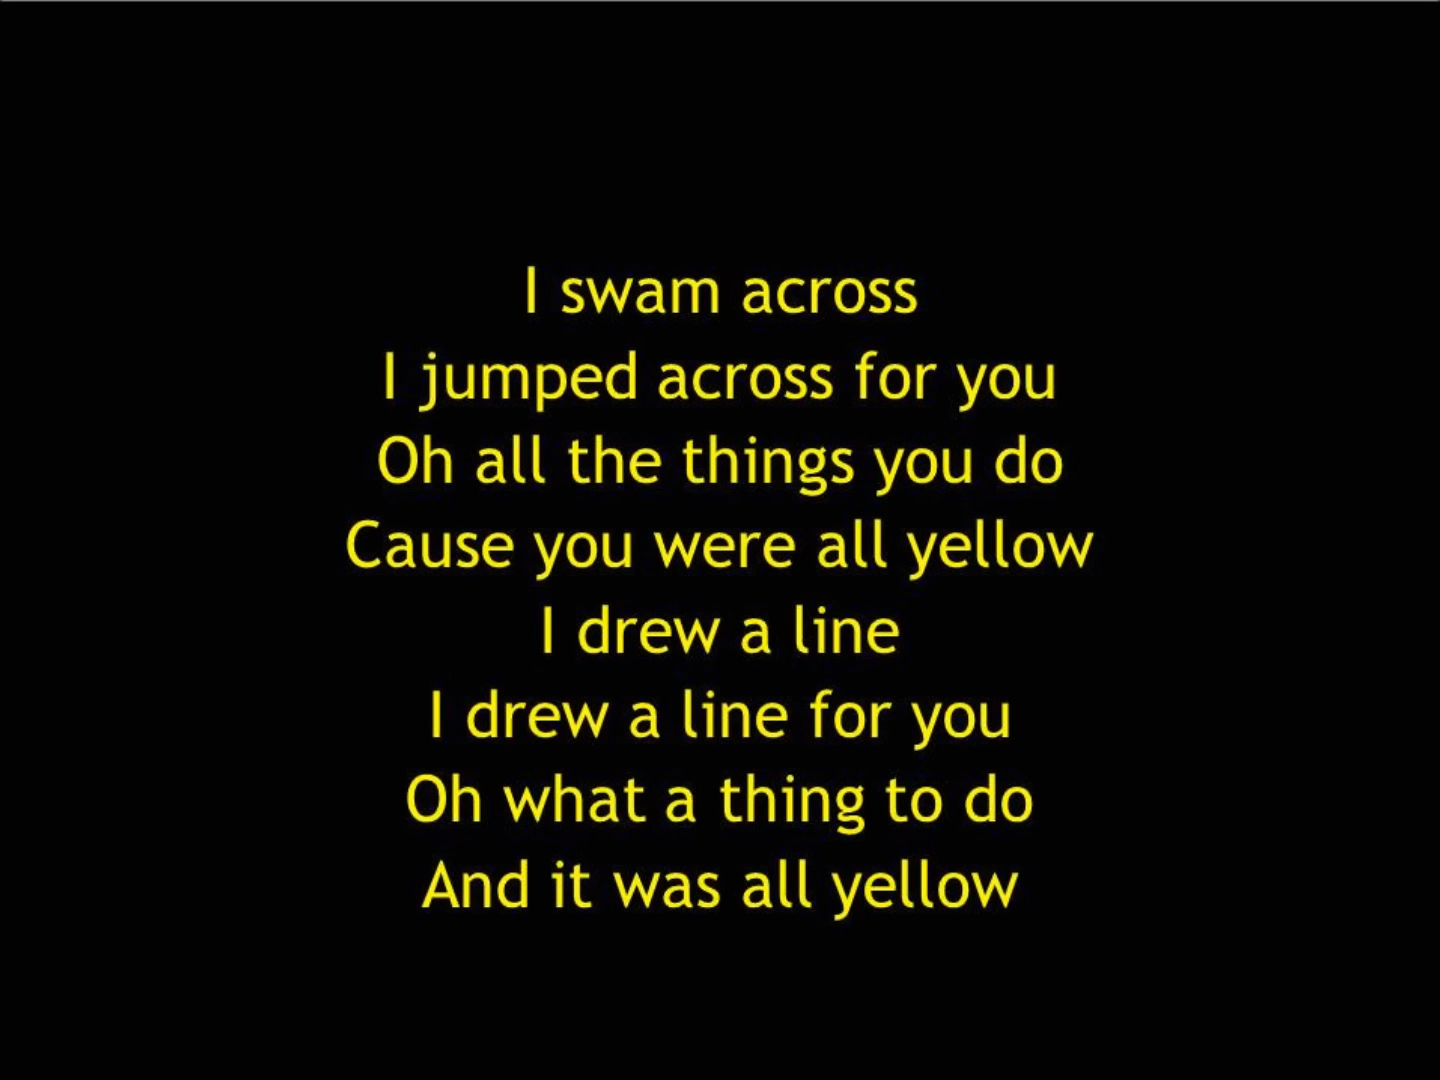 I swam across
I jumped across for you
Oh all the things you do
Cause you were all yellow
I drew a line
I drew a line for you
Oh what a thing to do
And it was all yellow